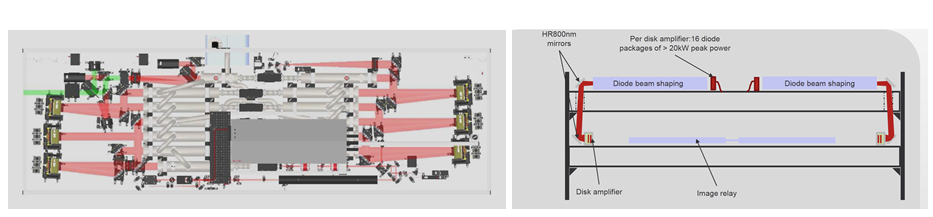 HR800nm
mirrors
Per disk amplifier:16 diode
packages of > 20kW peak power
Diode beam shaping
Diode beam shaping
Disk amplifier
Image relay